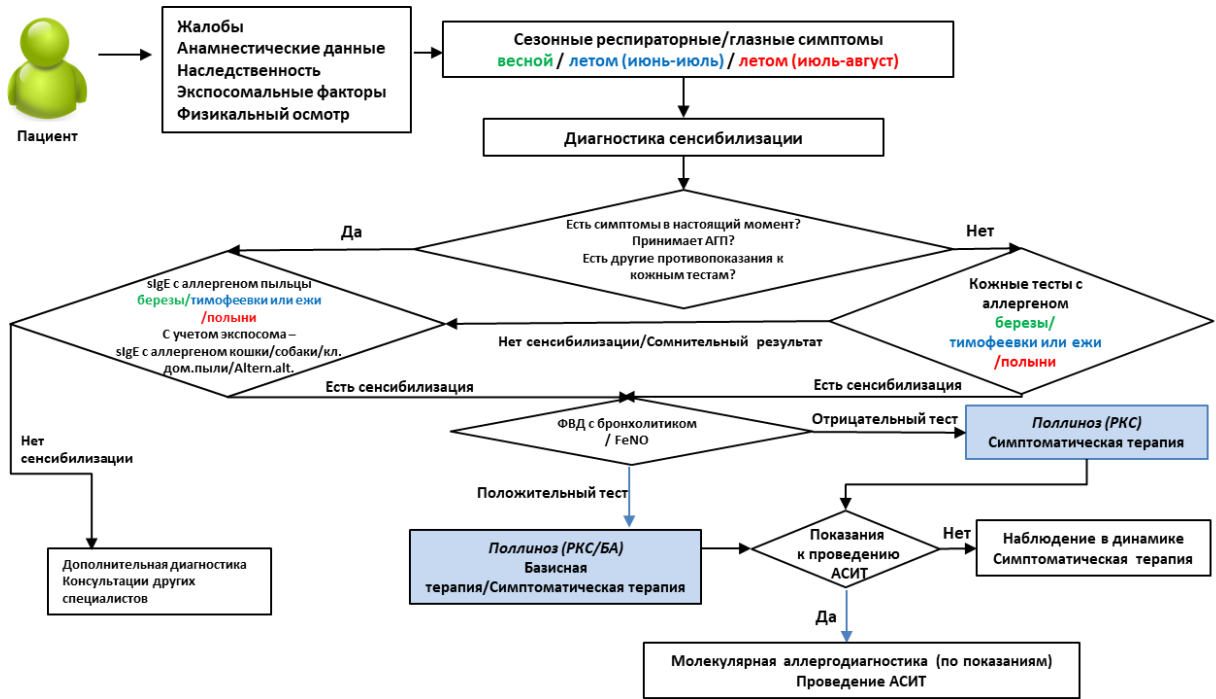 Пациент
Жалобы
Анамнестические данные
Наследственность
Экспосомальные факторы
Физикальный осмотр
Сезонные респираторные/глазные симптомы
весной / летом (июнь-июль) / летом (июль-август)
Диагностика сенсибилизации
Есть симптомы в настоящий момент?
Принимает АГП?
Есть другие противопоказания к
кожным тестам?
Да
Нет
sIgE с аллергеном пыльцы
березы/тимофеевки или ежи
/полыни
С учетом экспосома –
sIgE с аллергеном кошки/собаки/кл.
дом.пыли/Altern.alt.
Кожные тесты с
аллергеном
березы/
тимофеевки или ежи
/полыни
Нет сенсибилизации/Сомнительный результат
Есть сенсибилизация
Есть сенсибилизация
ФВД с бронхолитиком
/ FeNO
Отрицательный тест
Поллиноз (РКС)
Симптоматическая терапия
Нет
сенсибилизации
Положительный тест
Дополнительная диагностика
Консультации других
специалистов
Поллиноз (РКС/БА)
Базисная
терапия/Симптоматическая терапия
Показания
к проведению
АСИТ
Нет
Наблюдение в динамике
Симптоматическая терапия
Да
Молекулярная аллергодиагностика (по показаниям)
Проведение АСИТ